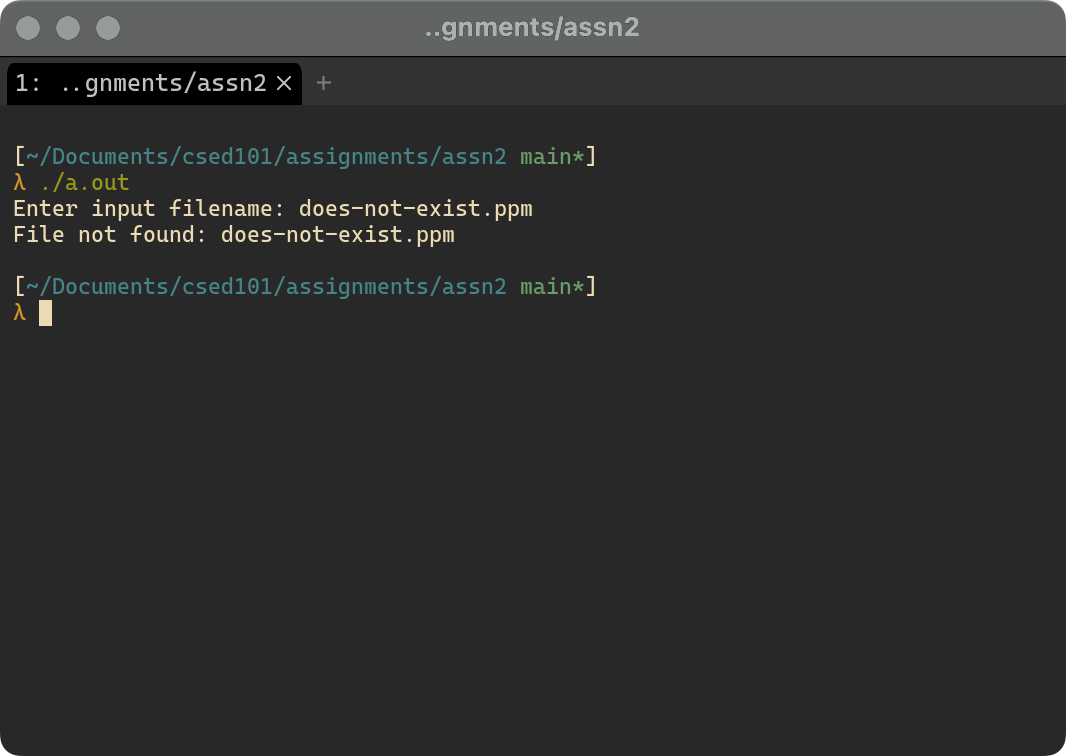 ..gnments/assn2
1: ..gnments/assn2 × +
[~/Documents/csed101/assignments/assn2 main*]
λ ./a.out
Enter input filename: does-not-exist.ppm
File not found: does-not-exist.ppm
[~/Documents/csed101/assignments/assn2 main*]
λ